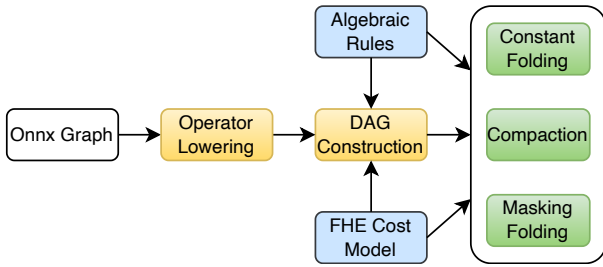 Algebraic
Rules
Constant
Folding
Onnx Graph
Operator
Lowering
DAG
Construction
Compaction
FHE Cost
Model
Masking
Folding